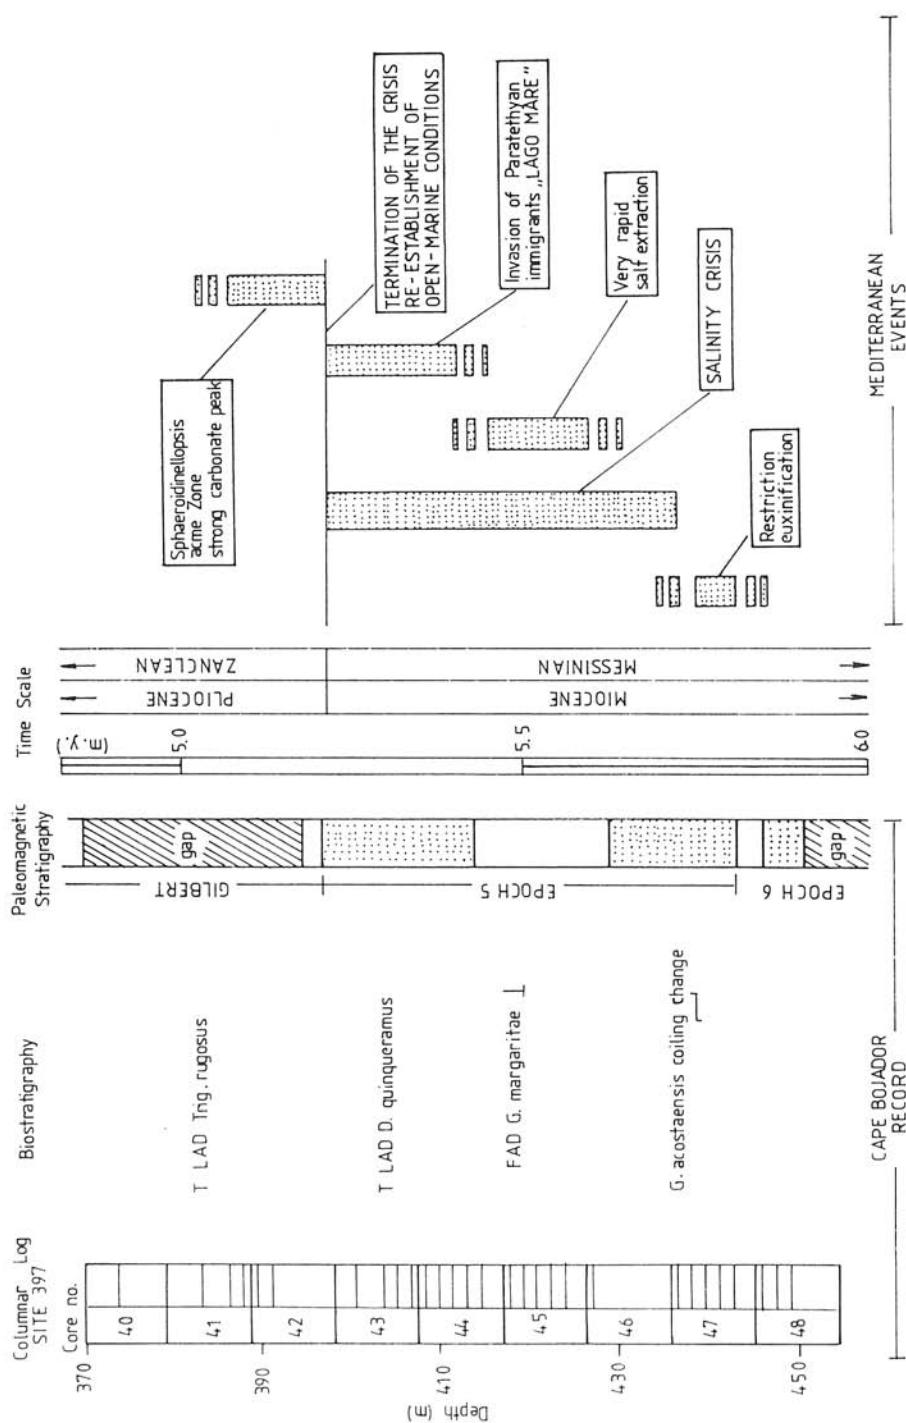 Columnar Log
SITE 397
Core no.
Depth (m)
370
390
410
430
450
40
41
42
43
44
45
46
47
48
Biostratigraphy
T LAD Trig. rugosus
T LAD D. quinqueramus
FAD G. margaritae
G. acostaensis coiling change
CAPE BOJADOR
RECORD
Paleomagnetic
Stratigraphy
GILBERT
EPOCH 5
EPOCH 6
gap
gap
Time Scale
(m.y.)
5.0
5.5
6.0
PLIOCENE
MIOCENE
ZANCLEAN
MESSINIAN
Sphaeroidinellopsis
acme Zone
strong carbonate peak
TERMINATION OF THE CRISIS
RE-ESTABLISHMENT OF
OPEN-MARINE CONDITIONS
Invasion of Paratethyan
immigrants „LAGO MARE"
Very rapid
salt extraction
SALINITY CRISIS
Restriction
euxinification
MEDITERRANEAN
EVENTS